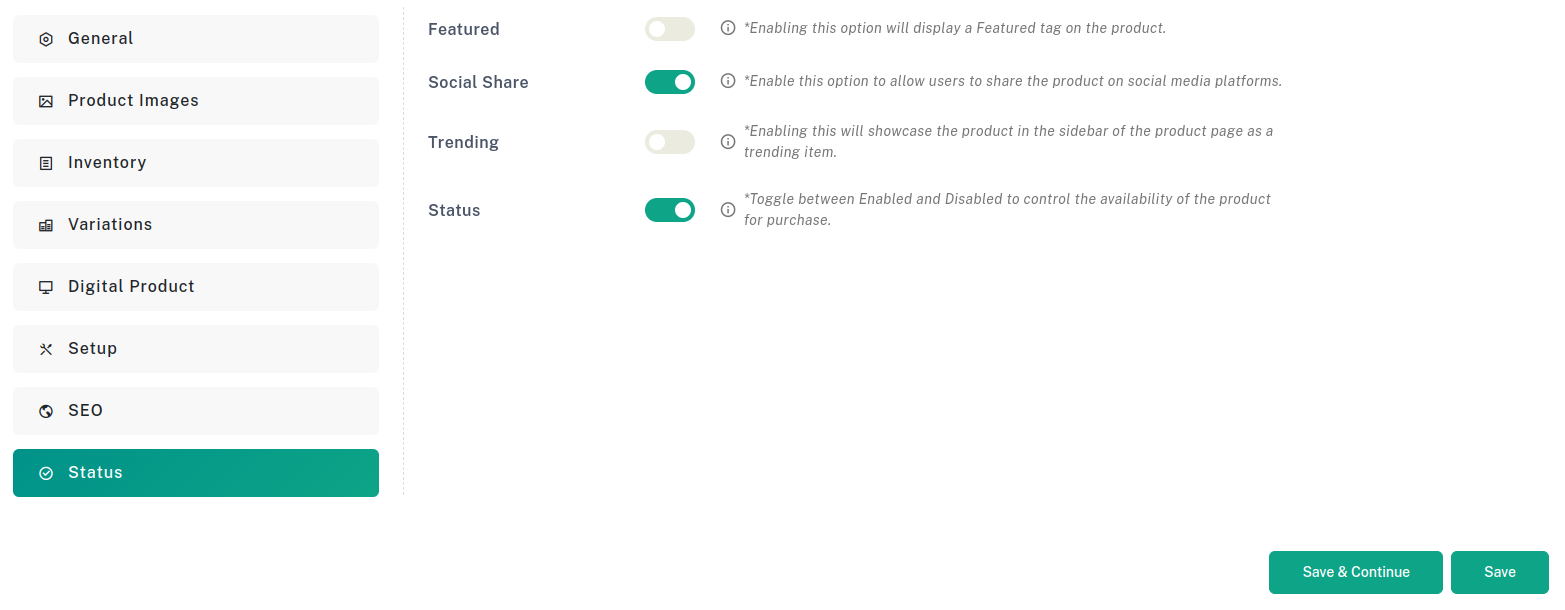 General
Product Images
Inventory
Variations
Digital Product
Setup
SEO
Status
Featured
*Enabling this option will display a Featured tag on the product.
Social Share
*Enable this option to allow users to share the product on social media platforms.
Trending
*Enabling this will showcase the product in the sidebar of the product page as a
trending item.
Status
*Toggle between Enabled and Disabled to control the availability of the product
for purchase.
Save & Continue
Save